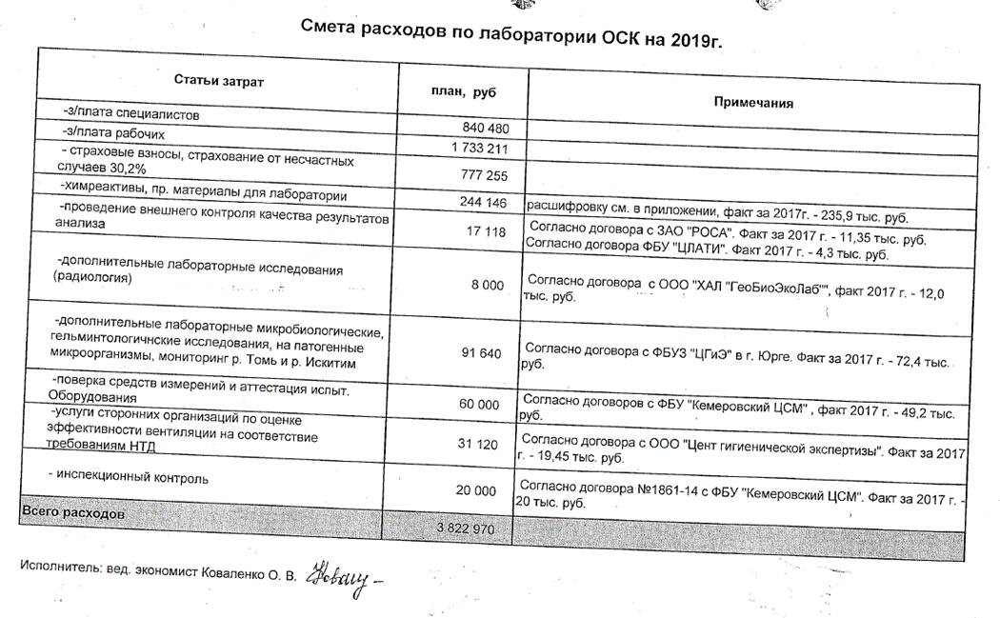 Смета расходов по лаборатории ОСК на 2019г.
Статьи затрат
план, руб
Примечания
-з/плата специалистов
840 480
-з/плата рабочих
1 733 211
- страховые взносы, страхование от несчастных
случаев 30,2%
777 255
-химреактивы, пр. материалы для лаборатории
244 146
расшифровку см. в приложении, факт за 2017г. - 235,9 тыс. руб.
-проведение внешнего контроля качества результатов
анализа
17 118
Согласно договора с ЗАО "РОСА". Факт за 2017 г. - 11,35 тыс. руб.
Согласно договора ФБУ "ЦЛАТИ". Факт 2017 г. - 4,3 тыс. руб.
-дополнительные лабораторные исследования
(радиология)
8 000
Согласно договора с ООО "ХАЛ "ГеоБиоЭкоЛаб"", факт 2017 г. - 12,0
тыс. руб.
-дополнительные лабораторные микробиологические,
гельминтологичнские исследования, на патогенные
микроорганизмы, мониторинг р. Томь и р. Искитим
91 640
Согласно договора с ФБУЗ "ЦГиЭ" в г. Юрге. Факт за 2017 г. - 72,4 тыс.
руб.
-поверка средств измерений и аттестация испыт.
Оборудования
60 000
Согласно договоров с ФБУ "Кемеровский ЦСМ" , факт 2017 г. - 49,2 тыс.
руб.
-услуги сторонних организаций по оценке
эффективности вентиляции на соответствие
требованиям НТД
31 120
Согласно договора с ООО "Цент гигиенической экспертизы". Факт за 2017
г. - 19,45 тыс. руб.
- инспекционный контроль
20 000
Согласно договора №1861-14 с ФБУ "Кемеровский ЦСМ". Факт за 2017 г. -
20 тыс. руб.
Всего расходов
3 822 970
Исполнитель: вед. экономист Коваленко О. В.